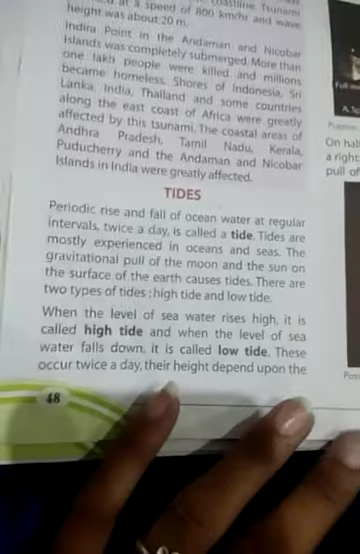 at a speed of 800 km/hr and wave
height was about 20 m.
Indira Point in the Andaman and Nicobar
Islands was completely submerged. More than
one lakh people were killed and millions
became homeless. Shores of Indonesia, Sri
Lanka, India, Thailand and some countries
along the east coast of Africa were greatly
affected by this tsunami. The coastal areas of
Andhra Pradesh, Tamil Nadu, Kerala,
Puducherry and the Andaman and Nicobar
Islands in India were greatly affected.
TIDES
Periodic rise and fall of ocean water at regular
intervals, twice a day, is called a tide. Tides are
mostly experienced in oceans and seas. The
gravitational pull of the moon and the sun on
the surface of the earth causes tides. There are
two types of tides : high tide and low tide.
When the level of sea water rises high, it is
called high tide and when the level of sea
water falls down, it is called low tide. These
occur twice a day, their height depend upon the
48
On
a right
pull of